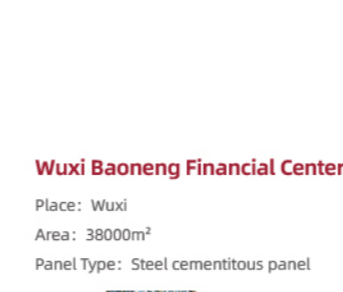 Wuxi Baoneng Financial Center
Place：Wuxi
Area：38000m²
Panel Type：Steel cementitous panel